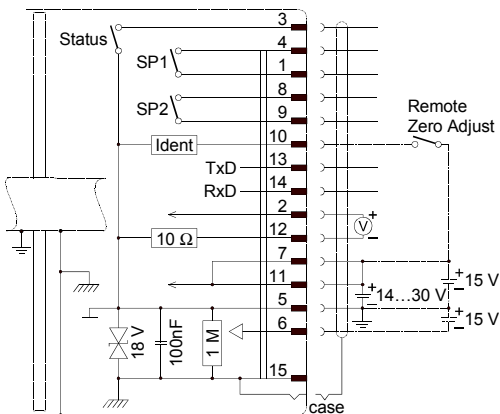 3
Status
4
SP1
1
8
SP2
9
Remote
Zero Adjust
Ident
10
TxD
13
RxD
14
2
+
V
–
10 Ω
12
7
+
15 V
–
11
+
14...30 V
–
5
+
15 V
–
18 V
100nF
1 M
6
15
case